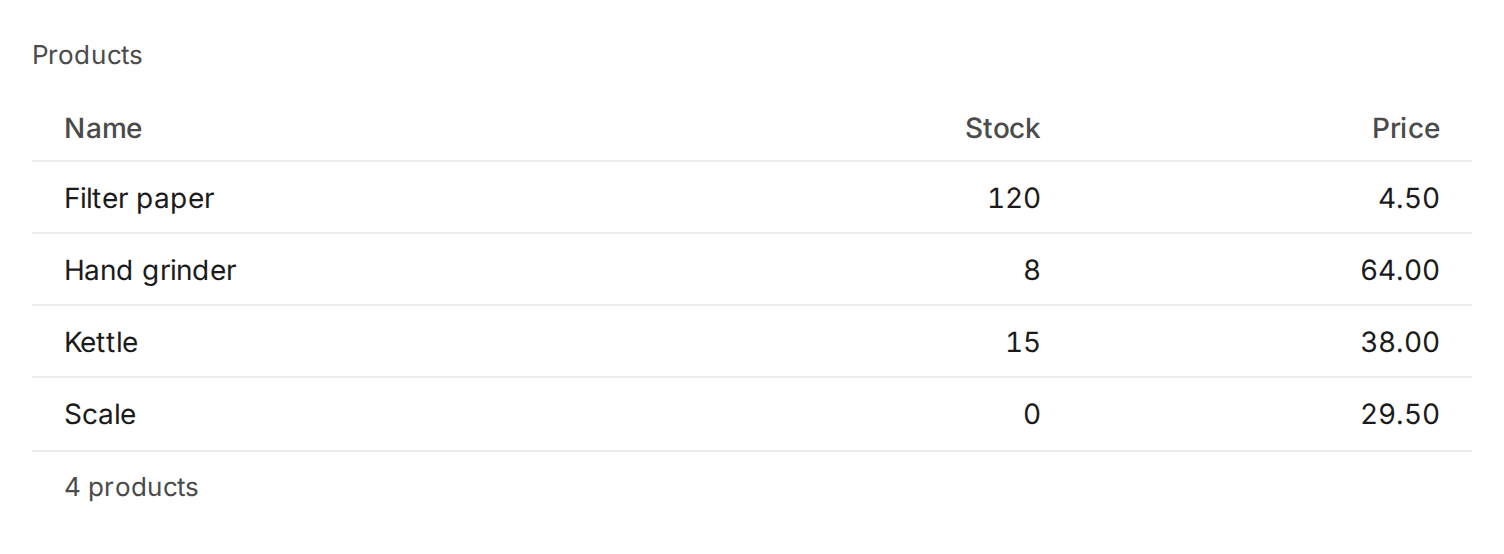 Products
Name Stock Price
Filter paper 120 4.50
Hand grinder 8 64.00
Kettle 15 38.00
Scale 0 29.50
4 products